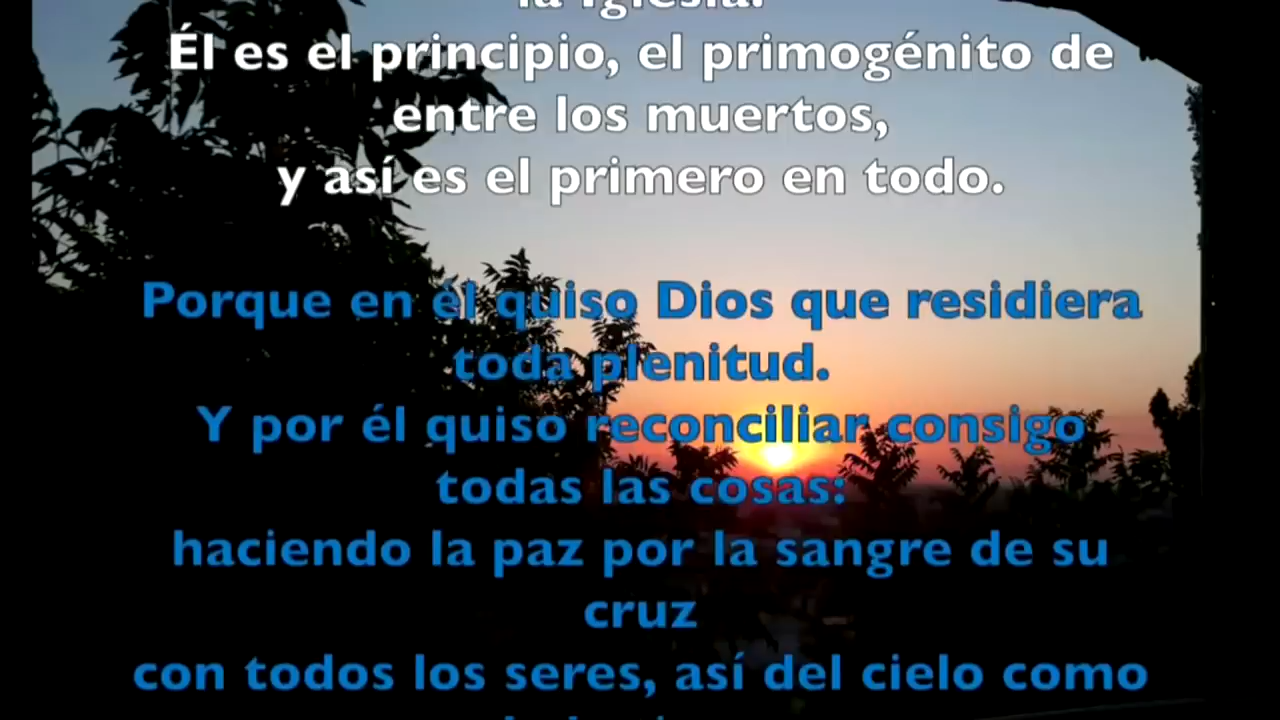 la Iglesia.
Él es el principio, el primogénito de
entre los muertos,
y así es el primero en todo.
Porque en él quiso Dios que residiera
toda plenitud.
Y por él quiso reconciliar consigo
todas las cosas:
haciendo la paz por la sangre de su
cruz
con todos los seres, así del cielo como